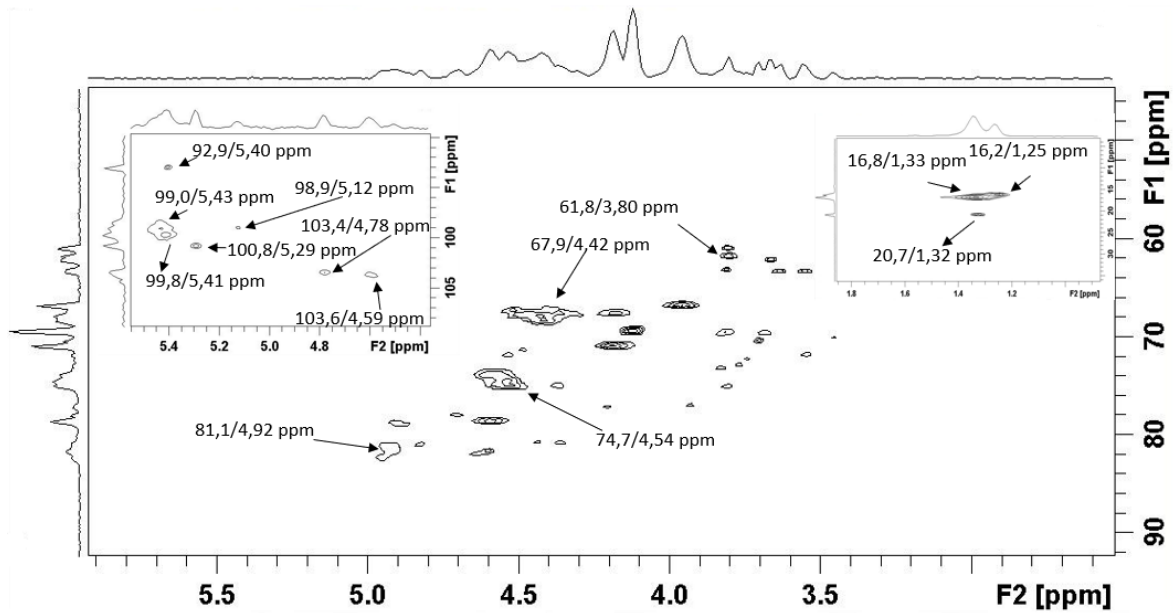 92,9/5,40 ppm
99,0/5,43 ppm
98,9/5,12 ppm
103,4/4,78 ppm
100,8/5,29 ppm
99,8/5,41 ppm
103,6/4,59 ppm
100
105
F1 [ppm]
5.4 5.2 5.0 4.8 F2 [ppm]
16,8/1,33 ppm
16,2/1,25 ppm
20,7/1,32 ppm
15
20
25
30
F1 [ppm]
1.8 1.6 1.4 1.2 F2 [ppm]
61,8/3,80 ppm
67,9/4,42 ppm
81,1/4,92 ppm
74,7/4,54 ppm
F1 [ppm]
60
70
80
90
5.5 5.0 4.5 4.0 3.5 F2 [ppm]